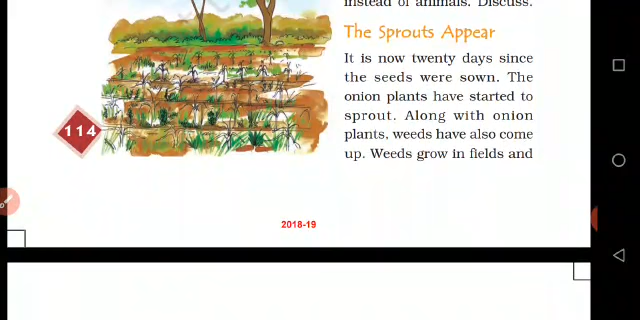 instead of animals. Discuss.
The Sprouts Appear
It is now twenty days since
the seeds were sown. The
onion plants have started to
sprout. Along with onion
plants, weeds have also come
up. Weeds grow in fields and
114
2018-19